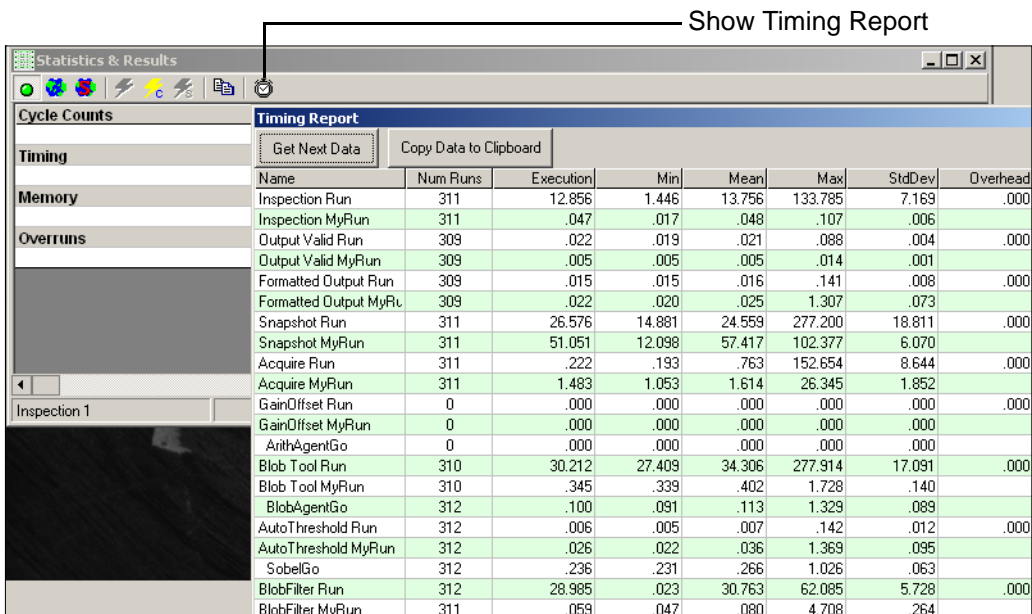 Show Timing Report
Statistics & Results
Cycle Counts
Timing
Memory
Overruns
Inspection 1
Timing Report
Get Next Data Copy Data to Clipboard
Name Num Runs Execution Min Mean Max StdDev Overhead
Inspection Run 311 12.856 1.446 13.756 133.785 7.169 .000
Inspection MyRun 311 .047 .017 .048 .107 .006
Output Valid Run 309 .022 .019 .021 .088 .004 .000
Output Valid MyRun 309 .005 .005 .005 .014 .001
Formatted Output Run 309 .015 .015 .016 .141 .008 .000
Formatted Output MyRu 309 .022 .020 .025 1.307 .073
Snapshot Run 311 26.576 14.881 24.559 277.200 18.811 .000
Snapshot MyRun 311 51.051 12.098 57.417 102.377 6.070
Acquire Run 311 .222 .193 .763 152.654 8.644 .000
Acquire MyRun 311 1.483 1.053 1.614 26.345 1.852
GainOffset Run 0 .000 .000 .000 .000 .000 .000
GainOffset MyRun 0 .000 .000 .000 .000 .000
ArithAgentGo 0 .000 .000 .000 .000 .000
Blob Tool Run 310 30.212 27.409 34.306 277.914 17.091 .000
Blob Tool MyRun 310 .345 .339 .402 1.728 .140
BlobAgentGo 312 .100 .091 .113 1.329 .089
AutoThreshold Run 312 .006 .005 .007 .142 .012 .000
AutoThreshold MyRun 312 .026 .022 .036 1.369 .095
SobelGo 312 .236 .231 .266 1.026 .063
BlobFilter Run 312 28.985 .023 30.763 62.085 5.728 .000
BlobFilter MyRun 311 .059 .047 .080 4.708 .264